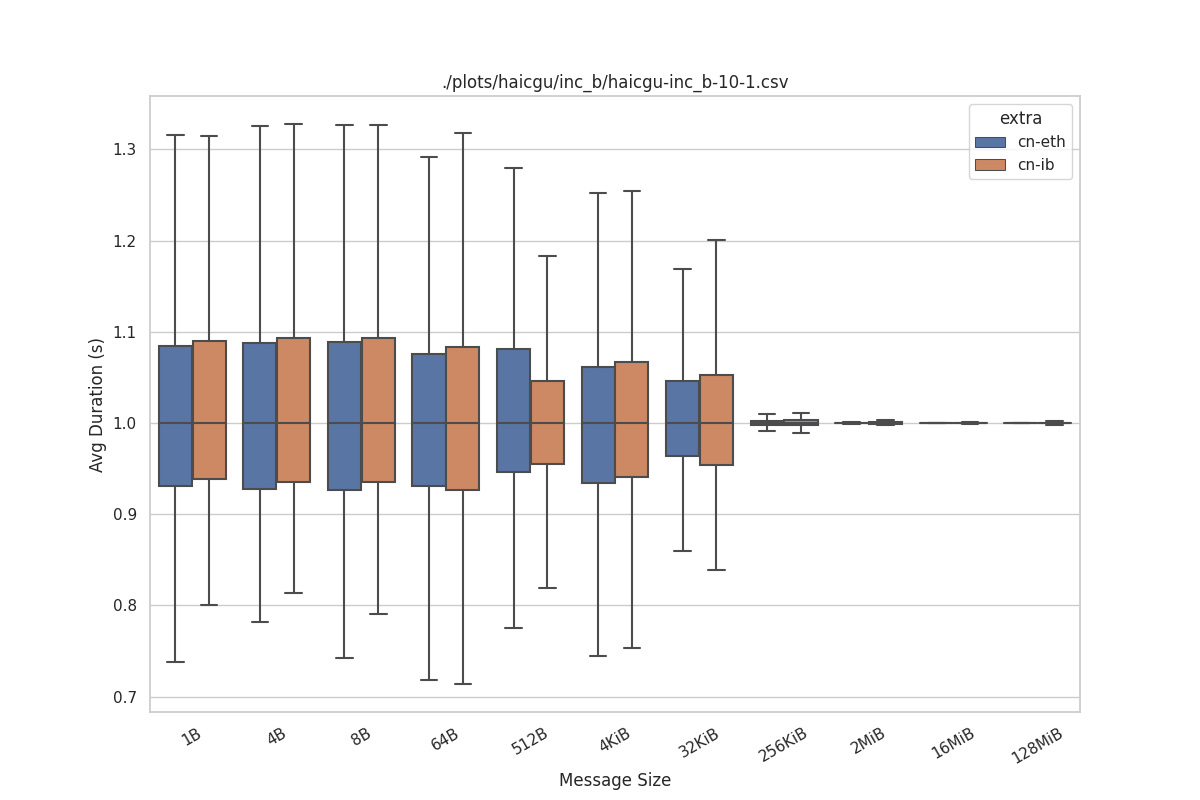 ./plots/haicgu/inc_b/haicgu-inc_b-10-1.csv
extra
cn-eth
cn-ib
Avg Duration (s)
1.3
1.2
1.1
1.0
0.9
0.8
0.7
1B
4B
8B
64B
512B
4KiB
32KiB
256KiB
2MiB
16MiB
128MiB
Message Size